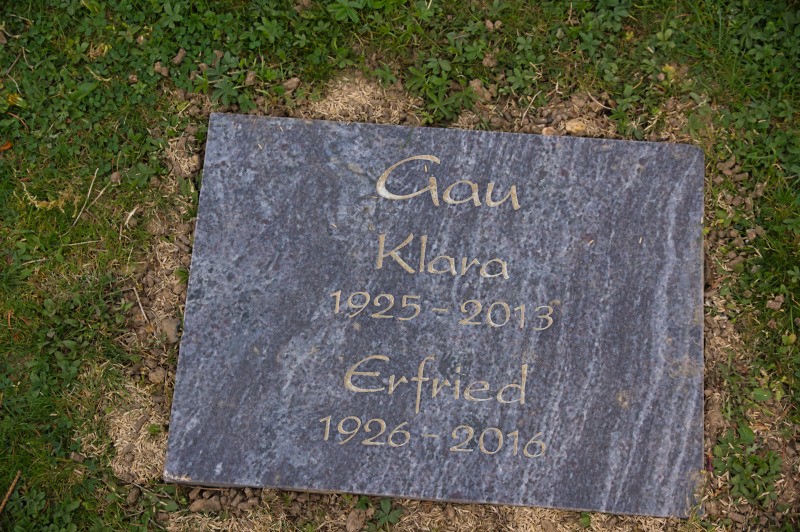 Gau
Klara
1925 - 2013
Erfried
1926 - 2016